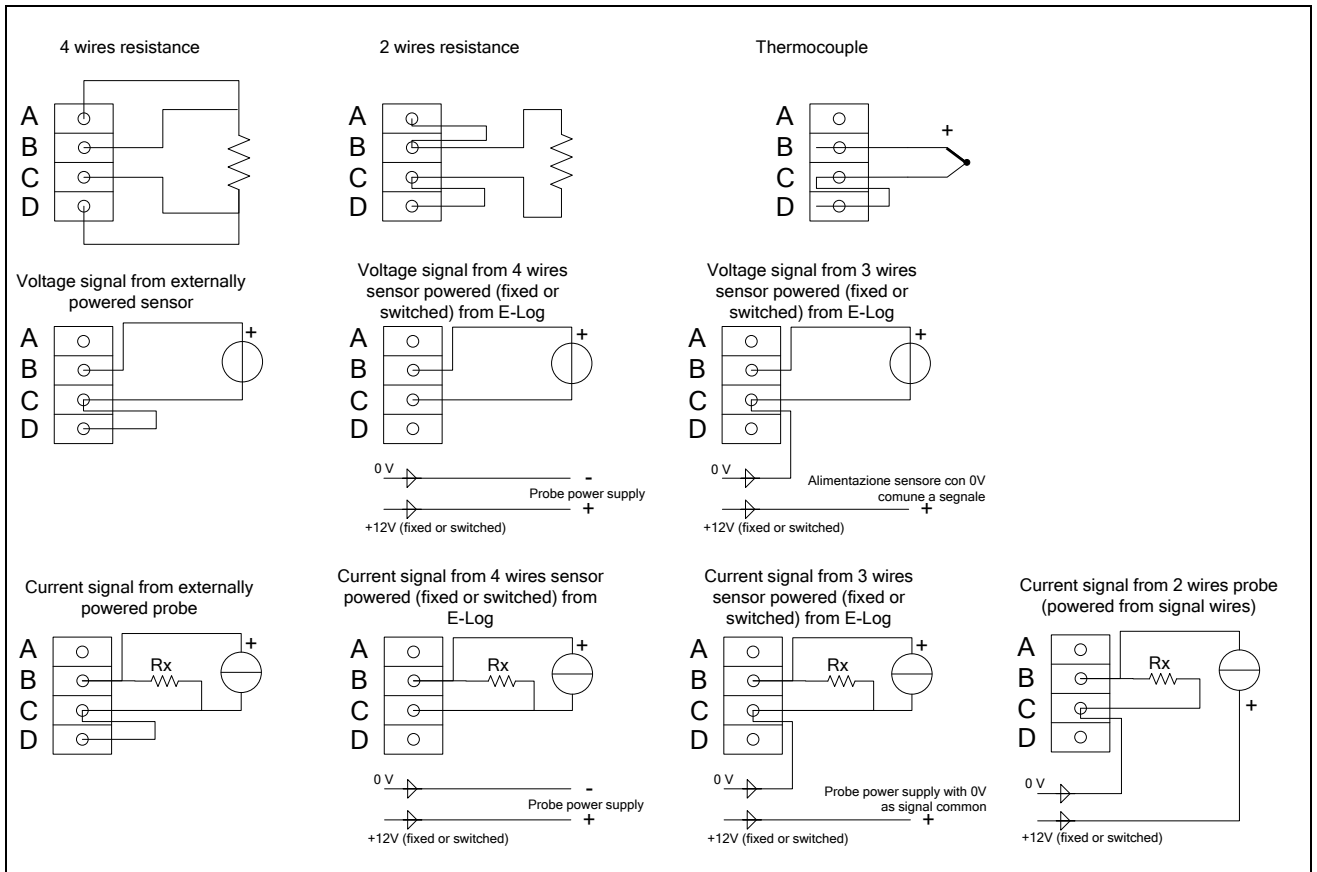 4 wires resistance
A
B
C
D
2 wires resistance
A
B
C
D
Thermocouple
A
B
C
D
+
Voltage signal from externally
powered sensor
A
B
C
D
+
Voltage signal from 4 wires
sensor powered (fixed or
switched) from E-Log
A
B
C
D
+
0 V
-
Probe power supply
+
+12V (fixed or switched)
Voltage signal from 3 wires
sensor powered (fixed or
switched) from E-Log
A
B
C
D
+
0 V
Alimentazione sensore con 0V
comune a segnale
+
+12V (fixed or switched)
Current signal from externally
powered probe
A
B
C
D
Rx
+
Current signal from 4 wires sensor
powered (fixed or switched) from
E-Log
A
B
C
D
Rx
+
0 V
-
Probe power supply
+
+12V (fixed or switched)
Current signal from 3 wires
sensor powered (fixed or
switched) from E-Log
A
B
C
D
Rx
+
0 V
Probe power supply with 0V
as signal common
+
+12V (fixed or switched)
Current signal from 2 wires probe
(powered from signal wires)
A
B
C
D
Rx
+
0 V
+12V (fixed or switched)